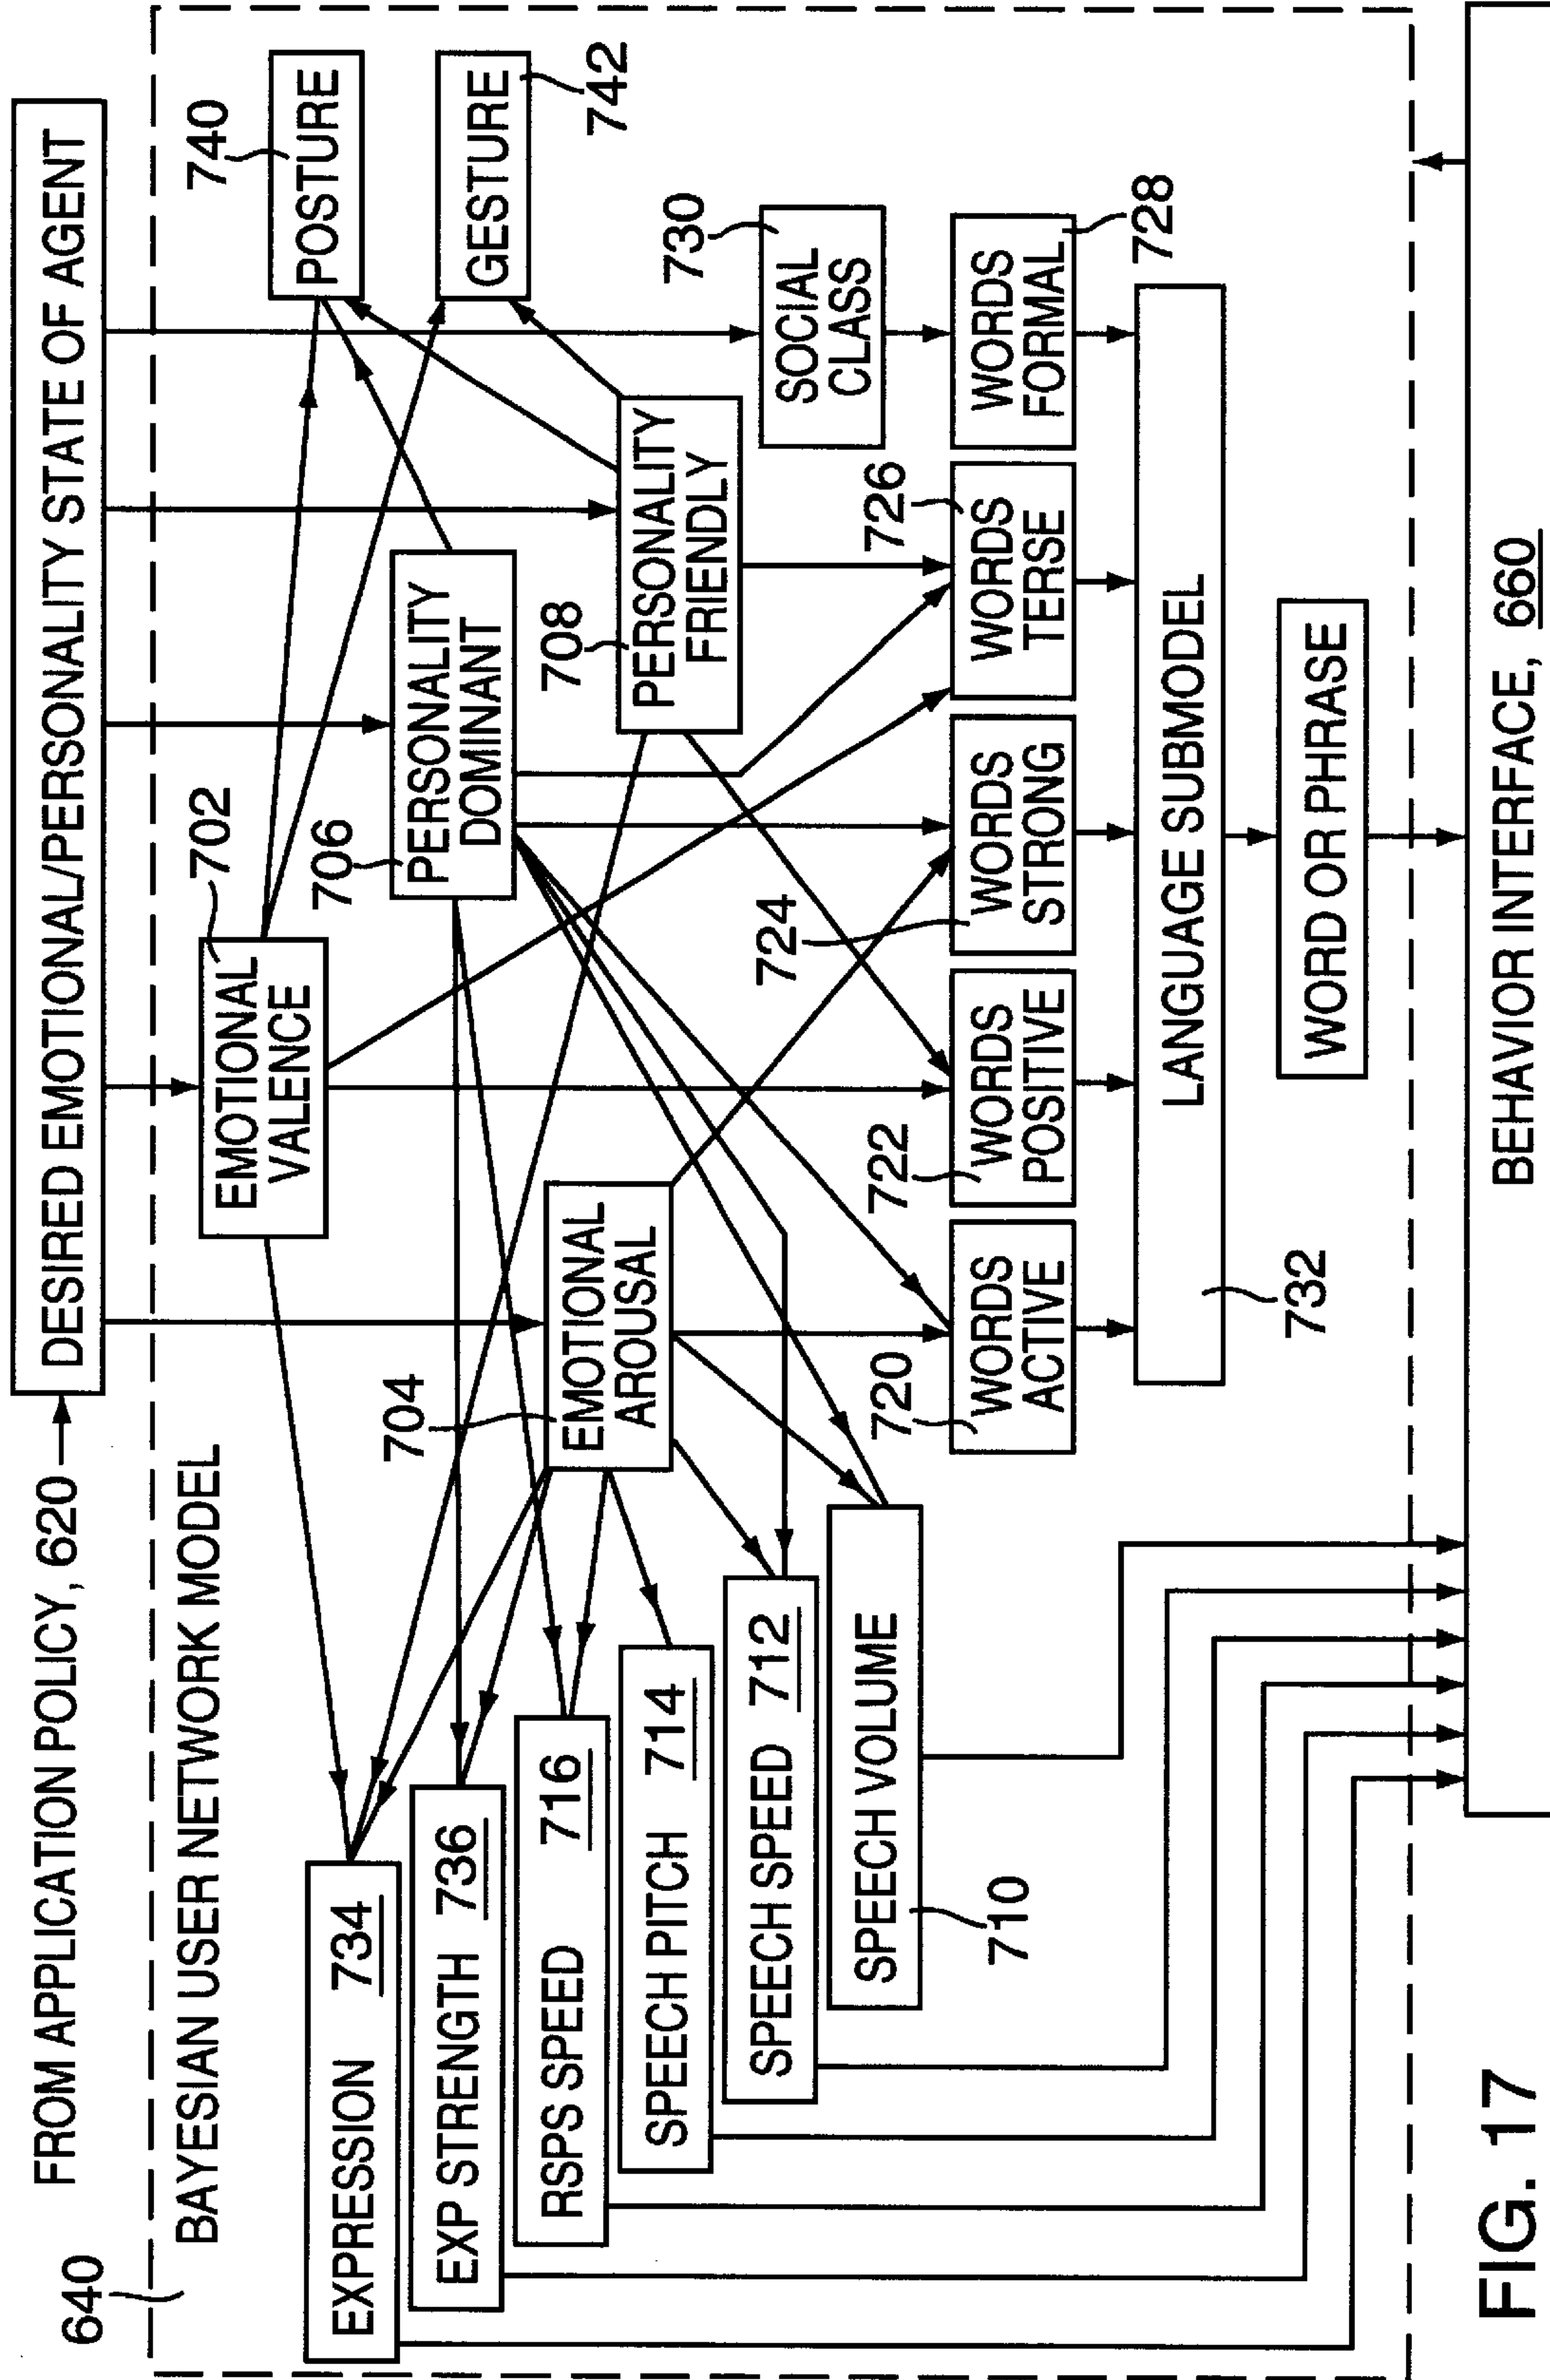 FROM APPLICATION POLICY, 620
DESIRED EMOTIONAL/PERSONALITY STATE OF AGENT
640
BAYESIAN USER NETWORK MODEL
702
EMOTIONAL
VALENCE
740
POSTURE
706
PERSONALITY
DOMINANT
742
GESTURE
704
EMOTIONAL
AROUSAL
708
PERSONALITY
FRIENDLY
730
SOCIAL
CLASS
EXPRESSION 734
EXP STRENGTH 736
RSPS SPEED 716
SPEECH PITCH 714
SPEECH SPEED 712
SPEECH VOLUME
710
720
WORDS
ACTIVE
722
WORDS
POSITIVE
724
WORDS
STRONG
726
WORDS
TERSE
728
WORDS
FORMAL
LANGUAGE SUBMODEL
732
WORD OR PHRASE
BEHAVIOR INTERFACE, 660
FIG. 17